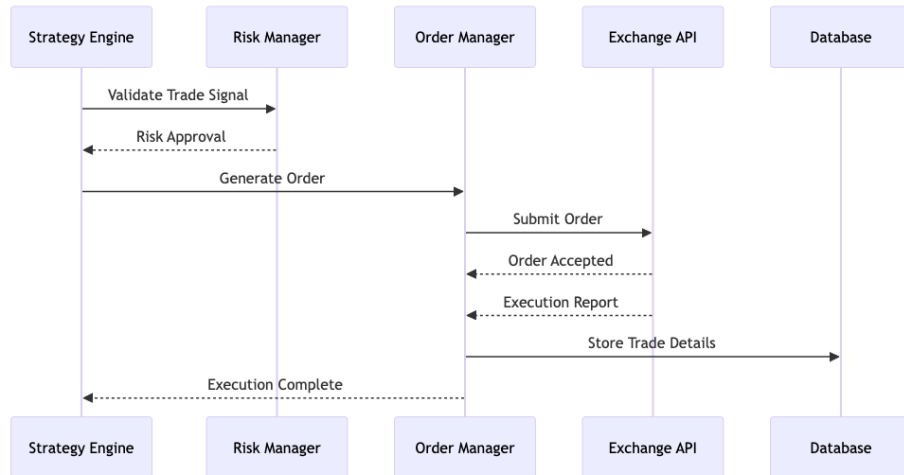 Strategy Engine
Risk Manager
Order Manager
Exchange API
Database
Validate Trade Signal
Risk Approval
Generate Order
Submit Order
Order Accepted
Execution Report
Store Trade Details
Execution Complete
Strategy Engine
Risk Manager
Order Manager
Exchange API
Database